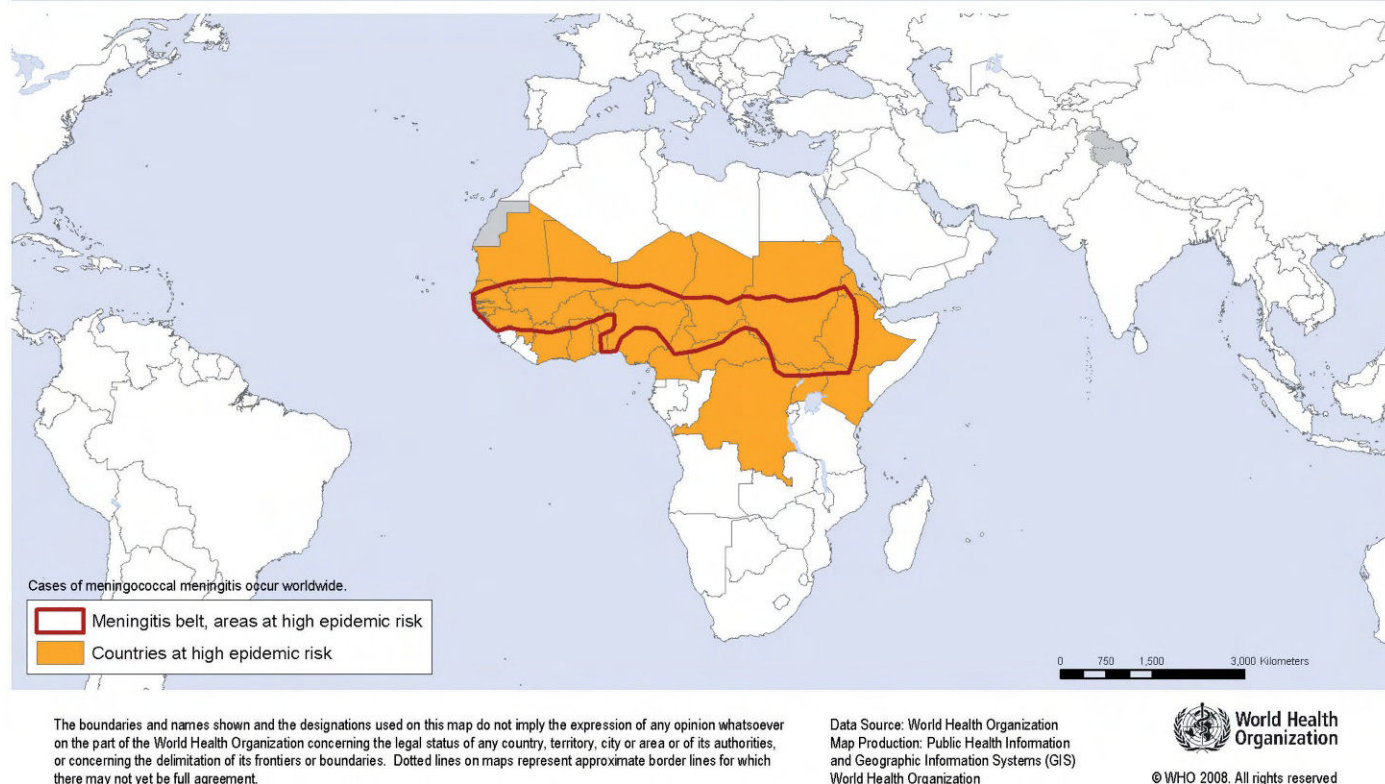 Cases of meningococcal meningitis occur worldwide.
Meningitis belt, areas at high epidemic risk
Countries at high epidemic risk
0 750 1,500 3,000 Kilometers
The boundaries and names shown and the designations used on this map do not imply the expression of any opinion whatsoever
on the part of the World Health Organization concerning the legal status of any country, territory, city or area or of its authorities,
or concerning the delimitation of its frontiers or boundaries. Dotted lines on maps represent approximate border lines for which
there may not yet be full agreement.
Data Source: World Health Organization
Map Production: Public Health Information
and Geographic Information Systems (GIS)
World Health Organization
World Health
Organization
© WHO 2008. All rights reserved